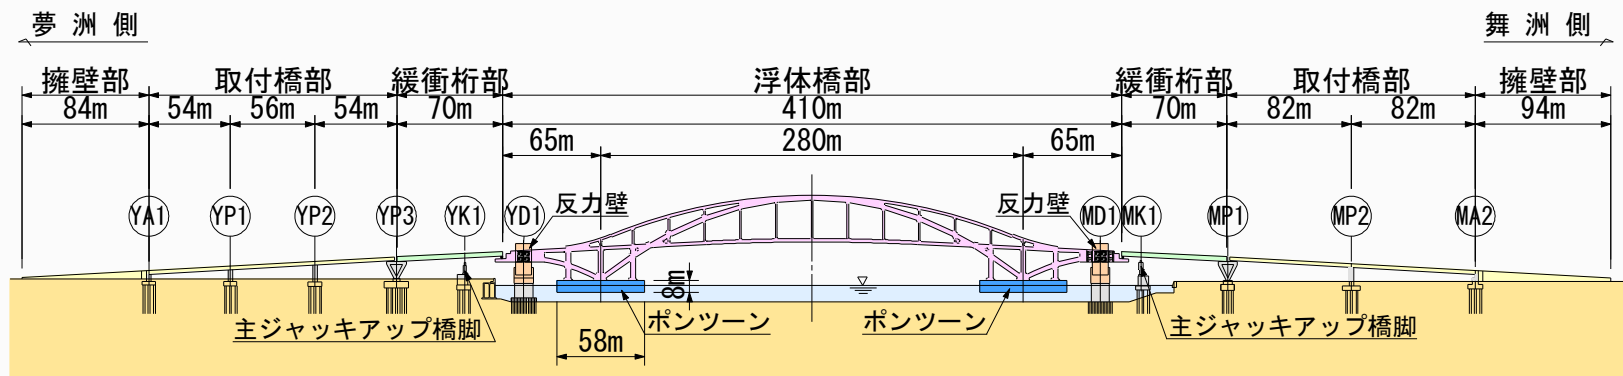 夢洲側
舞洲側
擁壁部 取付橋部 緩衝桁部 浮体橋部 緩衝桁部 取付橋部 擁壁部
84m 54m 56m 54m 70m 410m 70m 82m 82m 94m
65m 280m 65m
YA1 YP1 YP2 YP3 YK1 YD1 反力壁 反力壁 MD1 MK1 MP1 MP2 MA2
8m
主ジャッキアップ橋脚 ポンツーン ポンツーン 主ジャッキアップ橋脚
58m